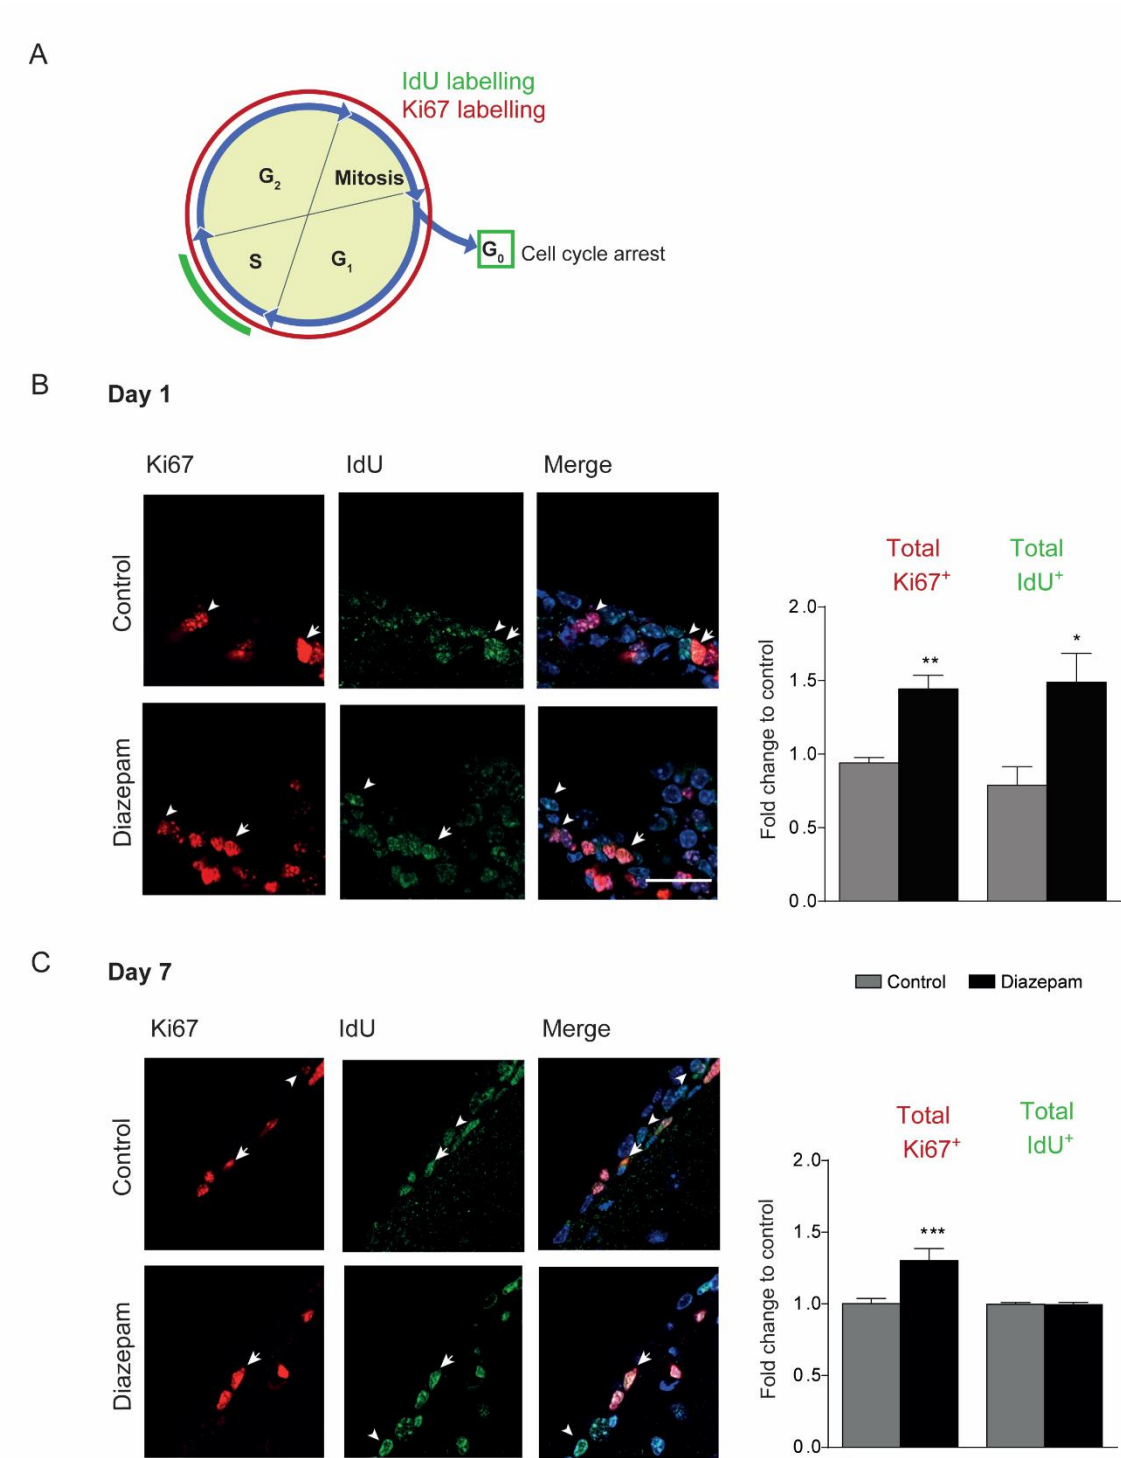 A
IdU labelling
Ki67 labelling
G2
Mitosis
S
G1
G0 Cell cycle arrest
B
Day 1
Ki67 IdU Merge
Control
Diazepam
Total Total
Ki67+ IdU+
Fold change to control
2.0
1.5
1.0
0.5
0.0
** *
C
Day 7
Control Diazepam
Ki67 IdU Merge
Control
Diazepam
Total Total
Ki67+ IdU+
Fold change to control
2.0
1.5
1.0
0.5
0.0
***